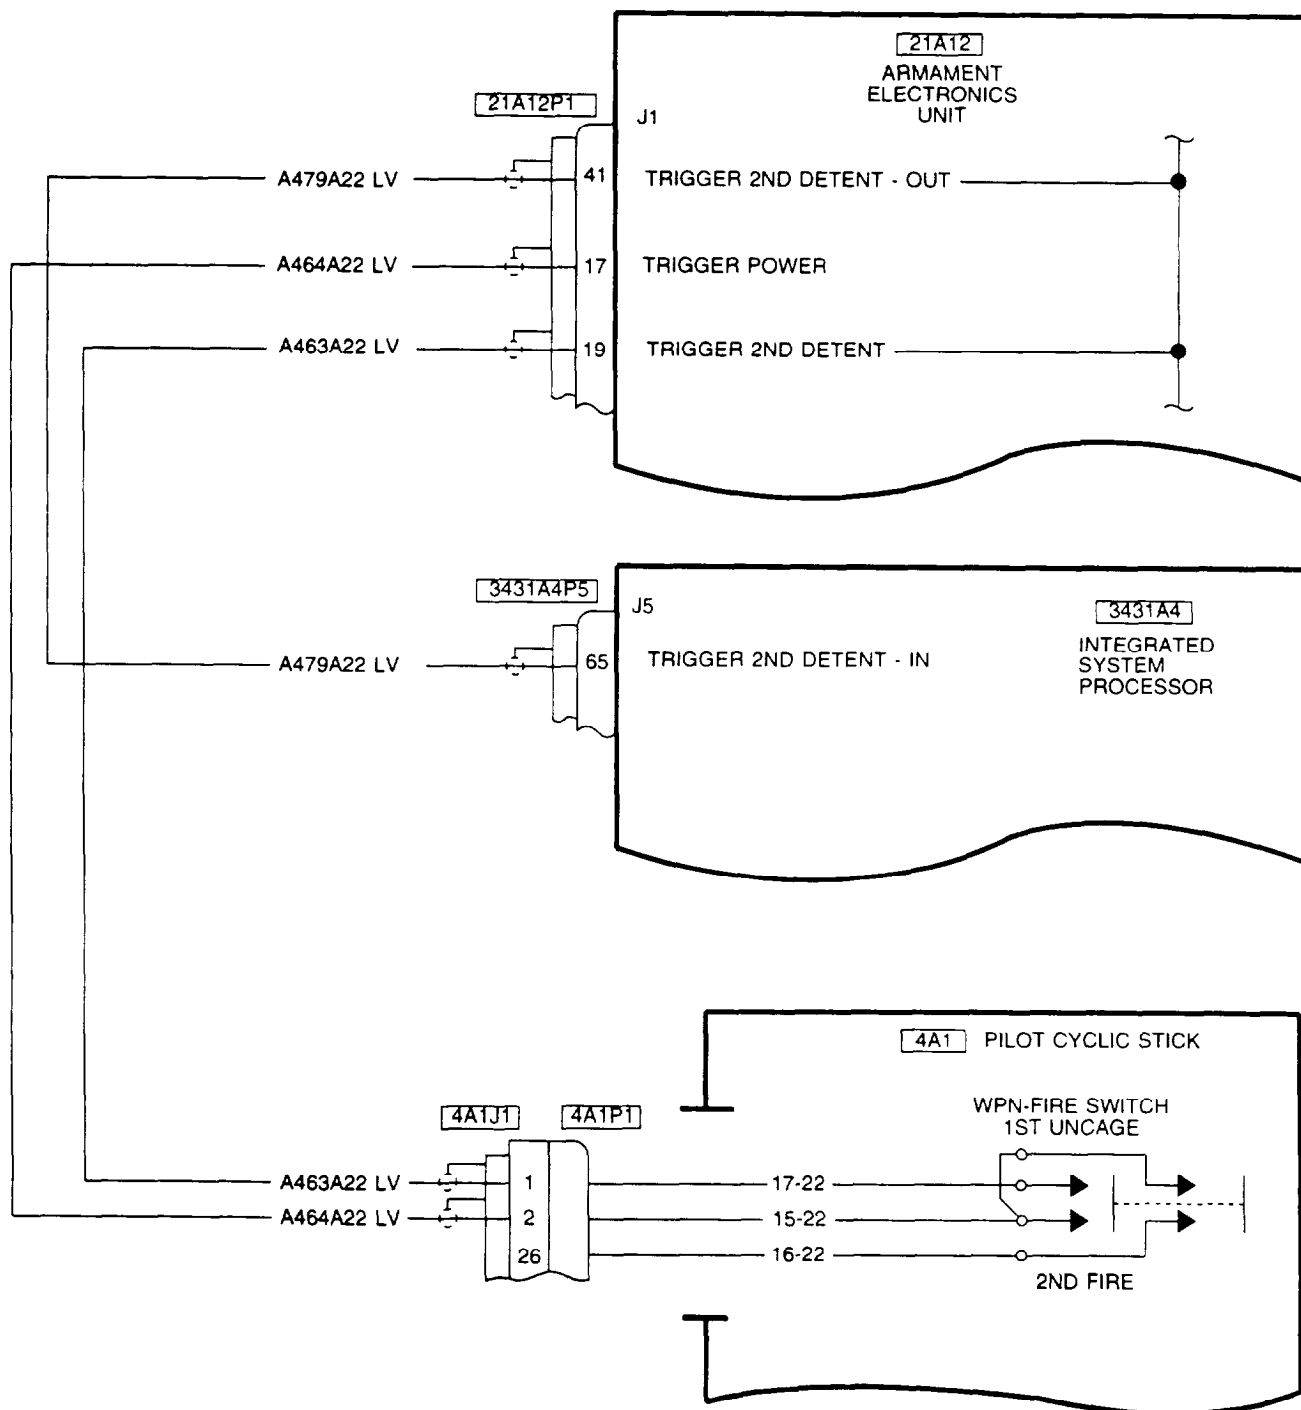 21A12
ARMAMENT
ELECTRONICS
UNIT
21A12P1
J1
A479A22 LV
41
TRIGGER 2ND DETENT - OUT
A464A22 LV
17
TRIGGER POWER
A463A22 LV
19
TRIGGER 2ND DETENT
3431A4P5
J5
3431A4
INTEGRATED
SYSTEM
PROCESSOR
A479A22 LV
65
TRIGGER 2ND DETENT - IN
4A1 PILOT CYCLIC STICK
WPN-FIRE SWITCH
1ST UNCAGE
4A1J1
4A1P1
A463A22 LV
1
17-22
A464A22 LV
2
15-22
26
16-22
2ND FIRE